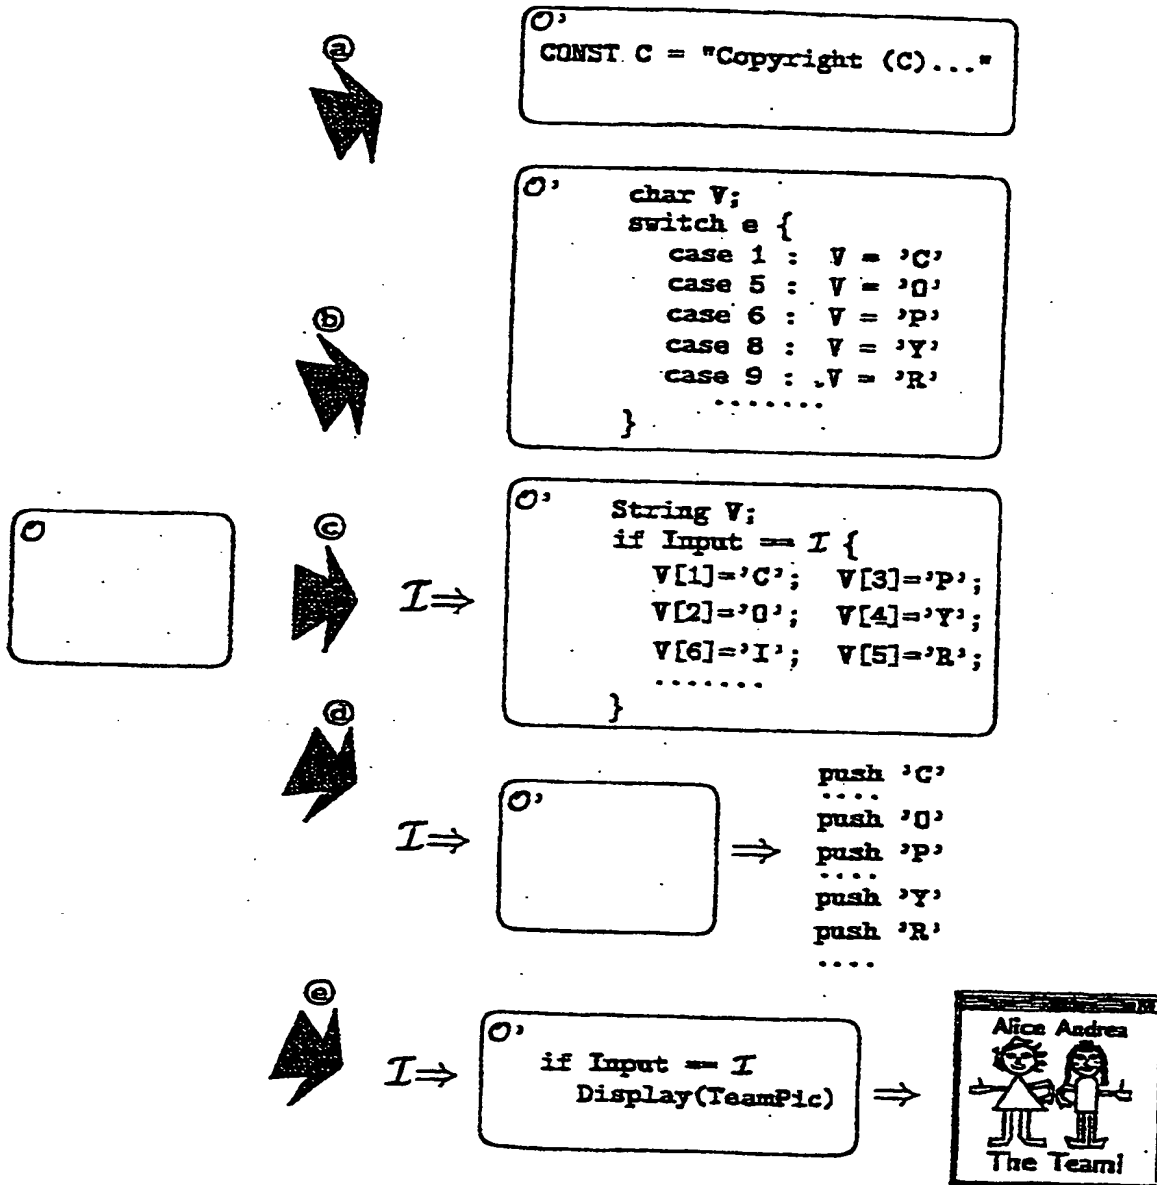 ⓐ
O'
CONST C = "Copyright (C)..."
ⓑ
O'
char V;
switch e {
case 1 : V = 'C'
case 5 : V = 'O'
case 6 : V = 'P'
case 8 : V = 'Y'
case 9 : V = 'R'
.......
}
O
ⓒ
I⇒
O'
String V;
if Input == I {
V[1]='C'; V[3]='P';
V[2]='O'; V[4]='Y';
V[6]='I'; V[5]='R';
.......
}
ⓓ
I⇒
O'
⇒
push 'C'
....
push 'O'
push 'P'
....
push 'Y'
push 'R'
....
ⓔ
I⇒
O'
if Input == I
Display(TeamPic)
⇒
Alice Andrea
The Team!